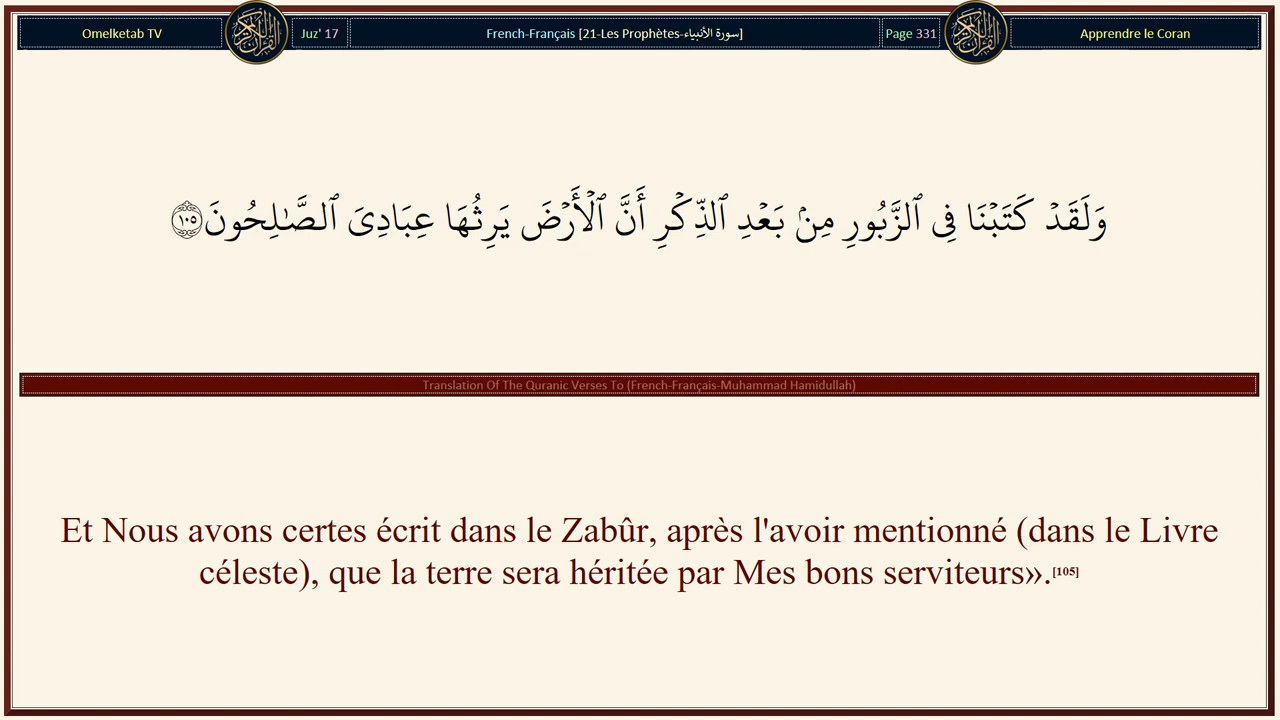 Omelketab TV
Juz' 17
French-Français [21-Les Prophètes-سورة الأنبياء]
Page 331
Apprendre le Coran
وَلَقَدۡ كَتَبۡنَا فِی ٱلزَّبُورِ مِنۢ بَعۡدِ ٱلذِّكۡرِ أَنَّ ٱلۡأَرۡضَ یَرِثُهَا عِبَادِیَ ٱلصَّـٰلِحُونَ ١٠٥
Translation Of The Quranic Verses To (French-Français-Muhammad Hamidullah)
Et Nous avons certes écrit dans le Zabûr, après l'avoir mentionné (dans le Livre
céleste), que la terre sera héritée par Mes bons serviteurs».[105]